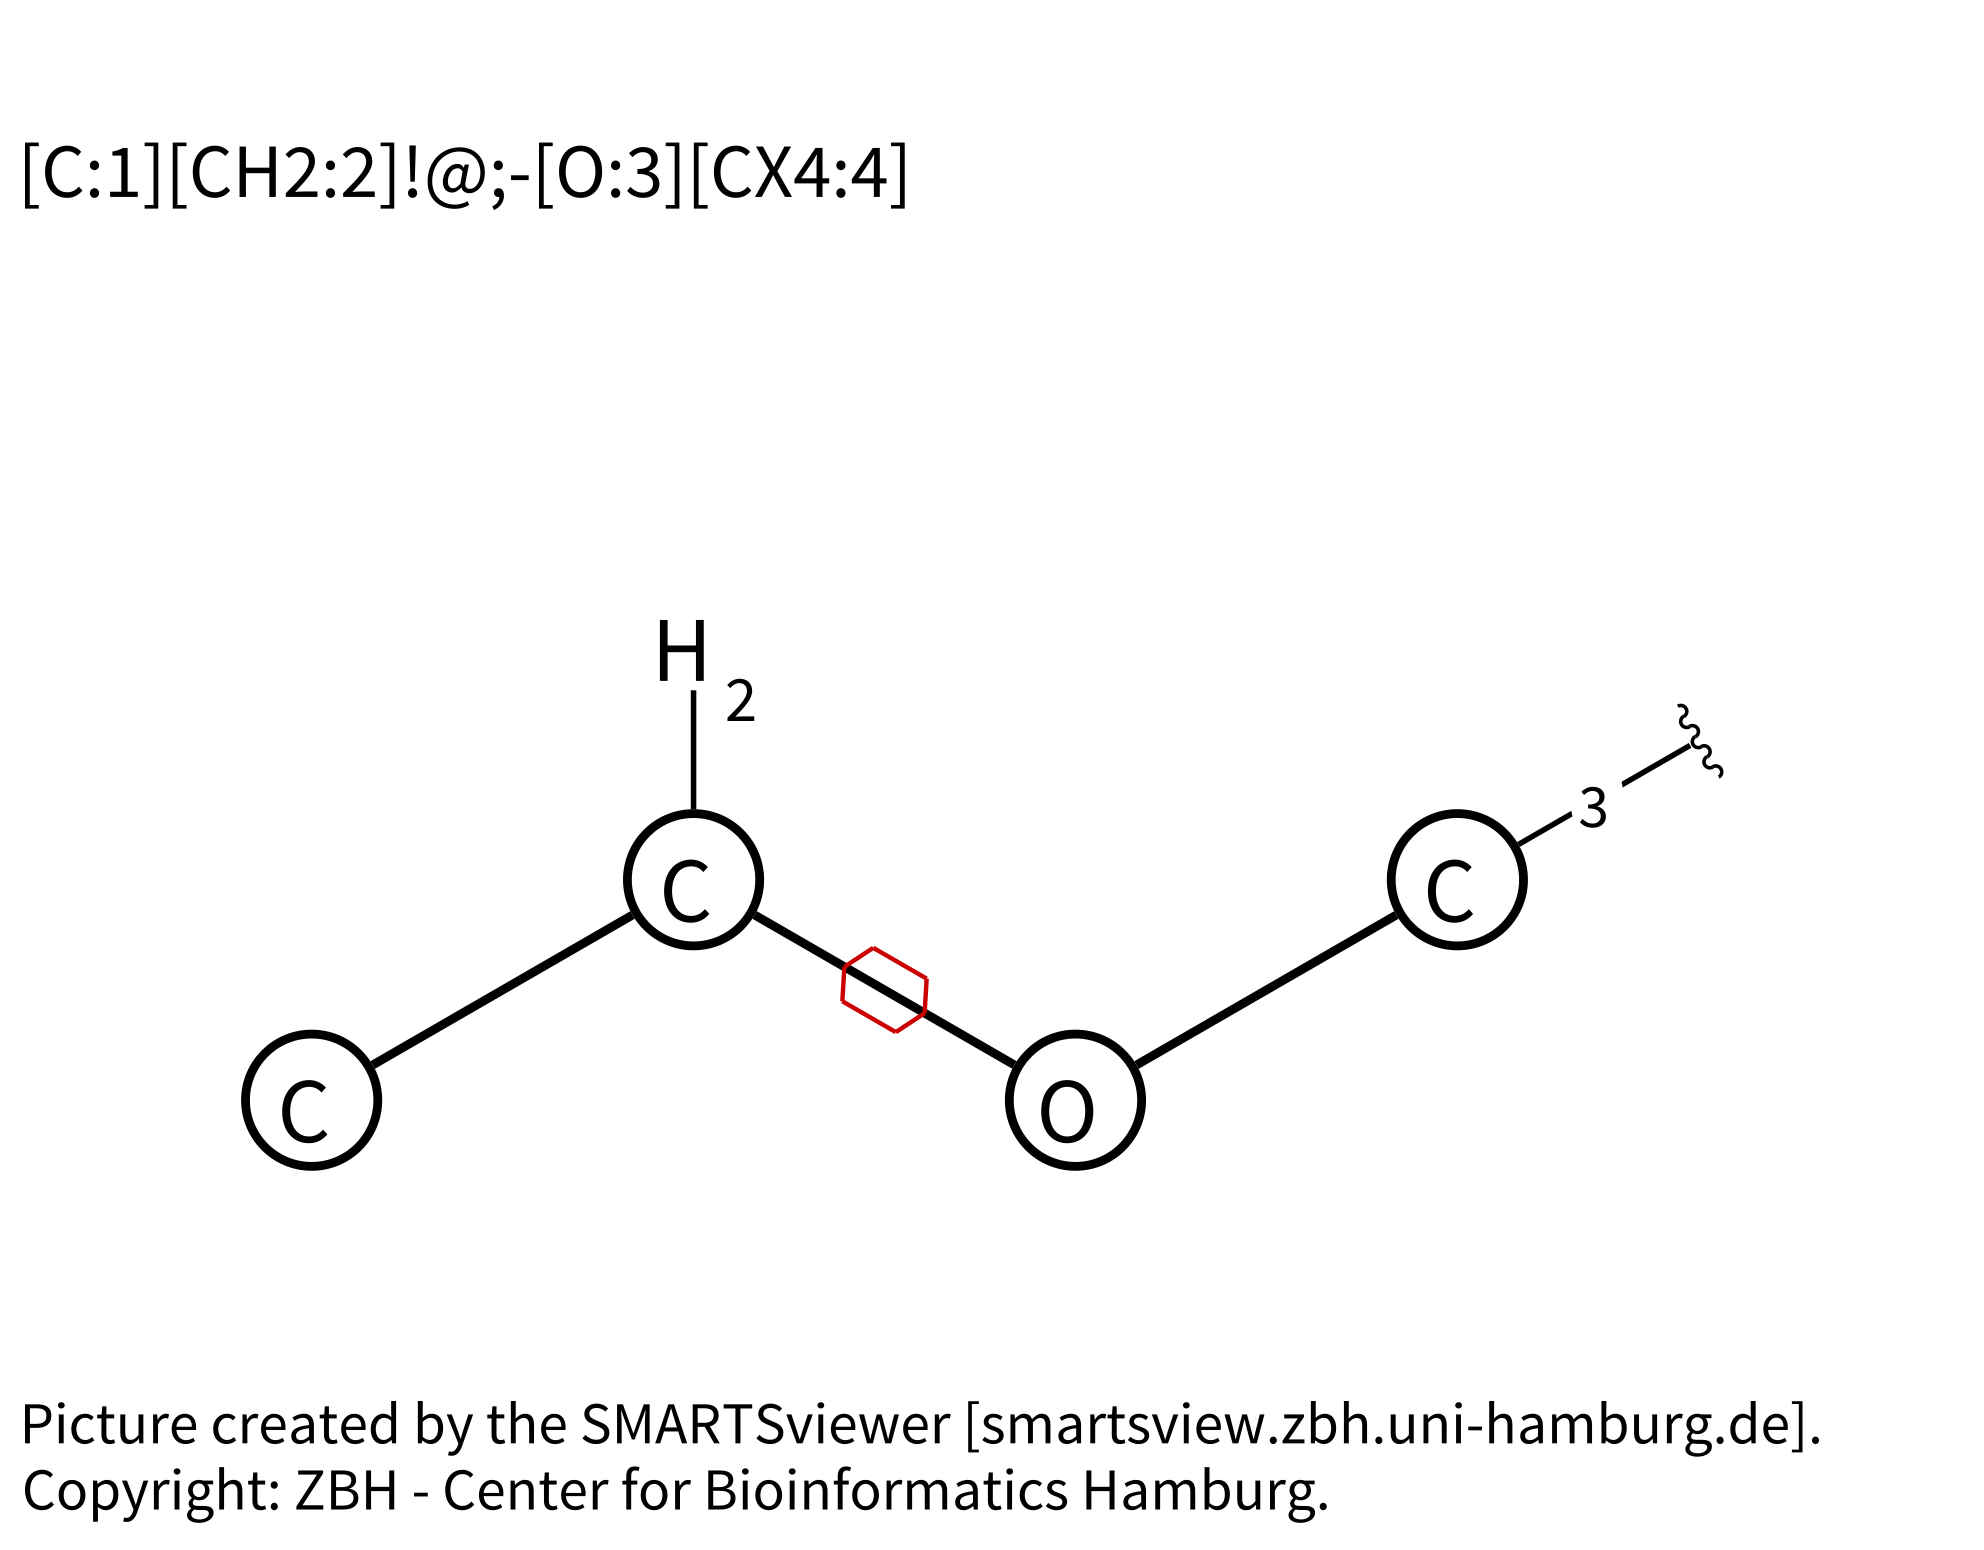 [C:1][CH2:2]!@;-[O:3][CX4:4]
H
2
3
C
C
C
O
Picture created by the SMARTSviewer [smartsview.zbh.uni-hamburg.de].
Copyright: ZBH - Center for Bioinformatics Hamburg.